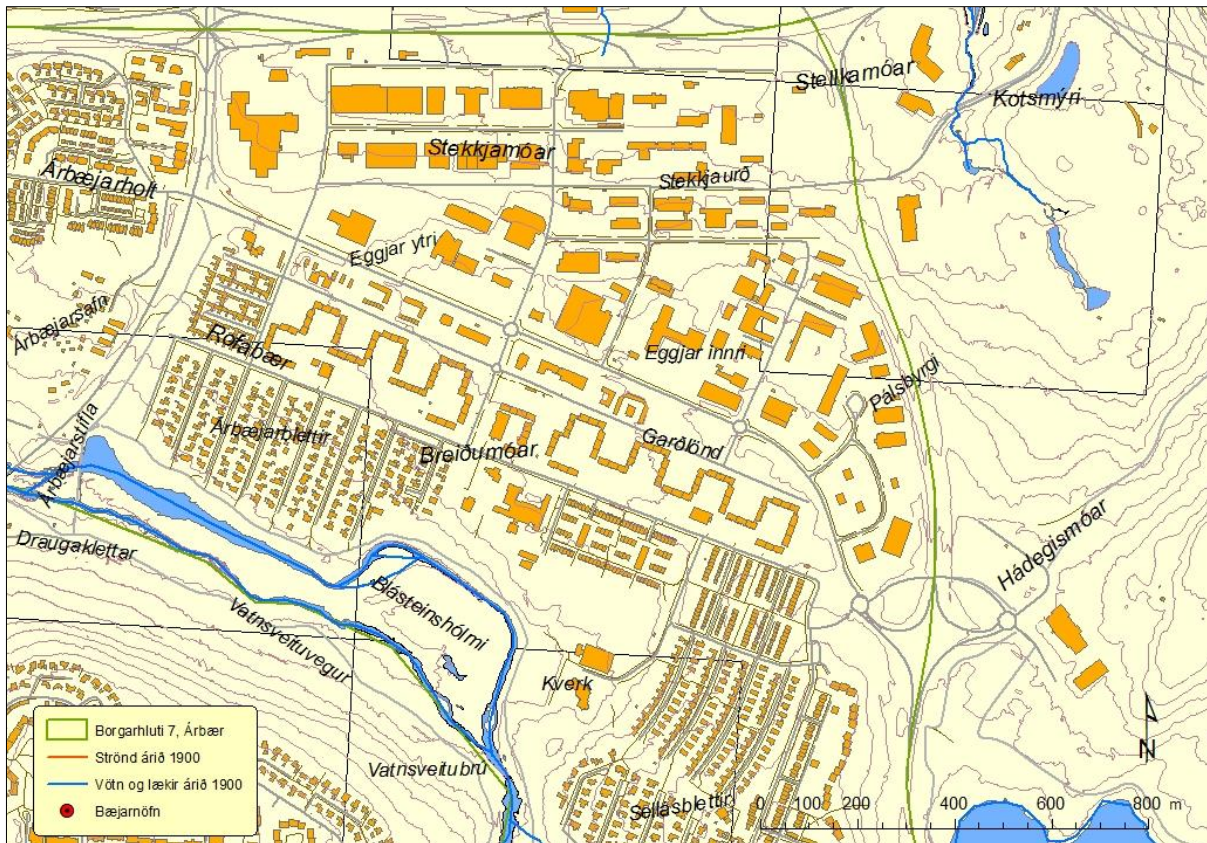 Stellkamóar
Kotsmýri
Stekkjamóar
Stekkjaurð
Árbæjarholt
Eggjar ytri
Árbæjarsafn
Rofabær
Eggjar innri
Pálsbyrgi
Árbæjarblettir
Breiðumóar
Garðlönd
Árbæjarstífla
Draugaklettar
Hádegismóar
Blásteinshólmi
Vatnsveituvegur
Kverk
Vatnsveitubrú
Sellásblettir
Borgarhluti 7, Árbær
Strönd árið 1900
Vötn og lækir árið 1900
Bæjarnöfn
N
0 100 200 400 600 800 m